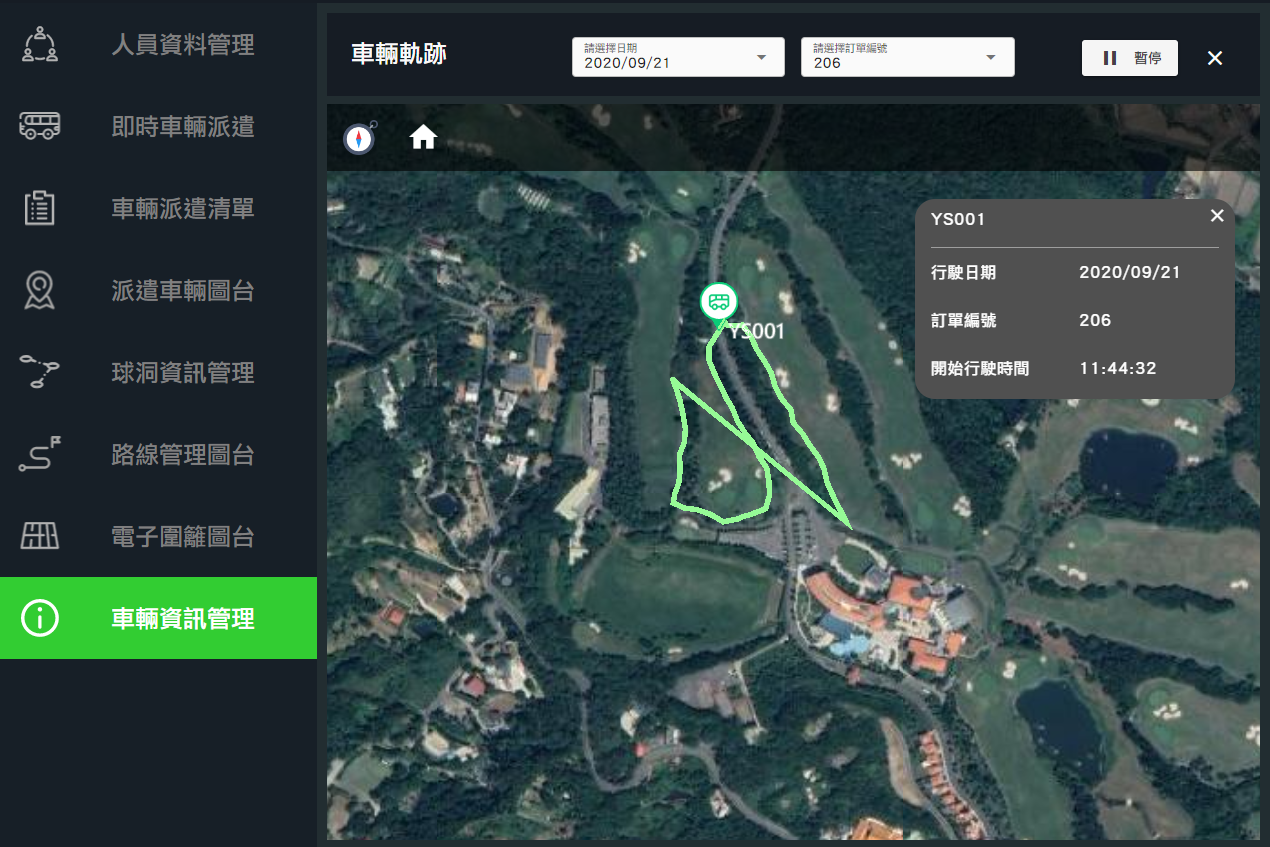 人員資料管理
即時車輛派遣
車輛派遣清單
派遣車輛圖台
球洞資訊管理
路線管理圖台
電子圍籬圖台
車輛資訊管理
車輛軌跡
請選擇日期
2020/09/21
請選擇訂單編號
206
暫停
YS001
行駛日期 2020/09/21
訂單編號 206
開始行駛時間 11:44:32
YS001